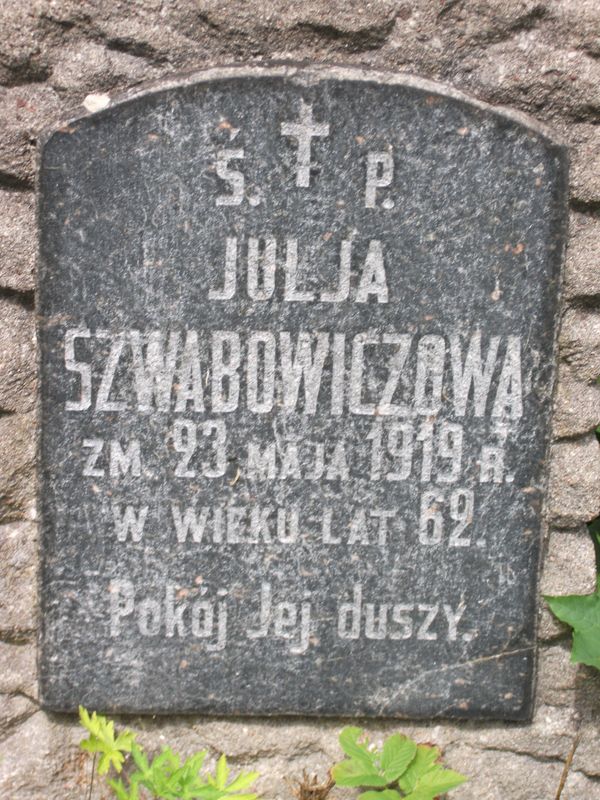 Ś. P.
JULJA
SZWABOWICZOWA
ZM. 23 MAJA 1919 R.
W WIEKU LAT 62.
Pokój Jej duszy.